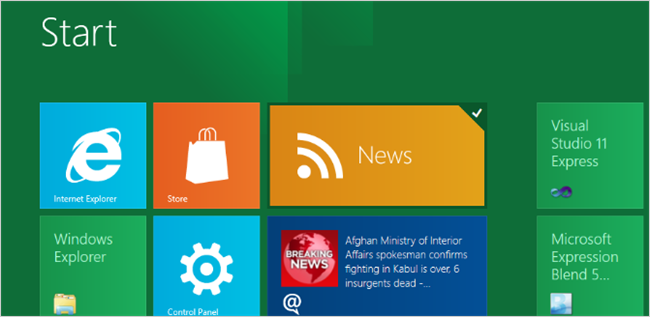 Start
Internet Explorer
Store
News
Visual
Studio 11
Express
Windows
Explorer
Control Panel
BREAKING
NEWS
Afghan Ministry of Interior
Affairs spokesman confirms
fighting in Kabul is over, 6
insurgents dead -...
Microsoft
Expression
Blend 5...